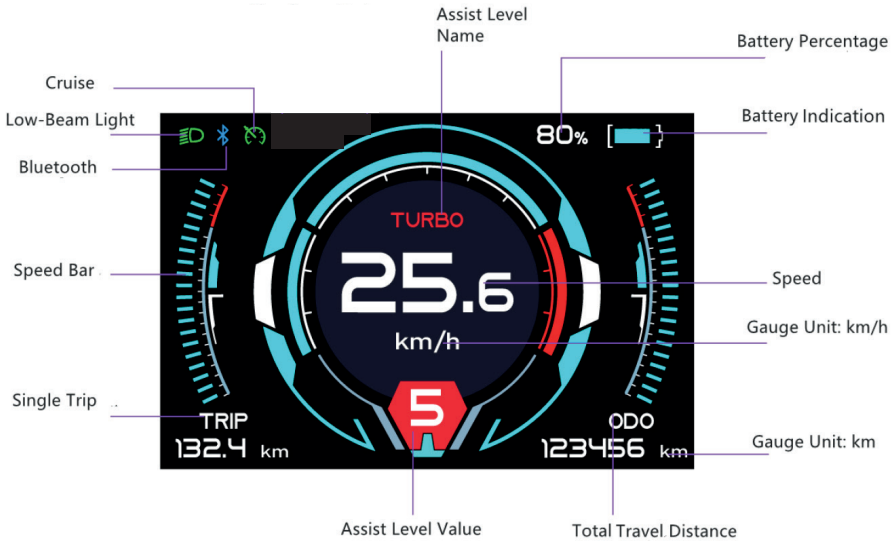 Assist Level
Name
Battery Percentage
Cruise
Low-Beam Light
Battery Indication
80% [ ]
Bluetooth
TURBO
Speed Bar
25.6
Speed
km/h
Gauge Unit: km/h
Single Trip
5
TRIP
ODO
132.4 km
123456 km
Gauge Unit: km
Assist Level Value
Total Travel Distance